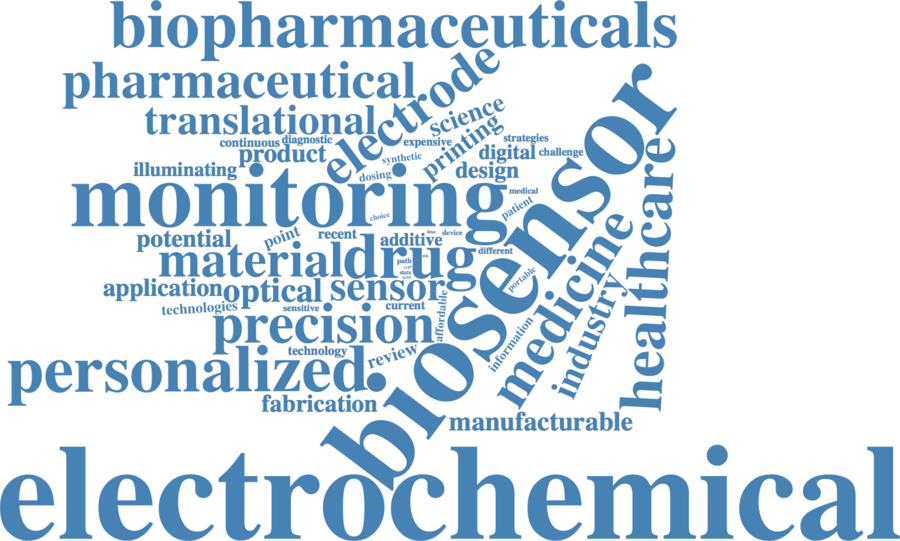 biopharmaceuticals
pharmaceutical
electrode
translational
science
printing
continuous
diagnostic
expensive
strategies
product
synthetic
digital
challenge
illuminating
dosing
design
monitoring
medical
biosensor
healthcare
choice
patient
potential
point
recent
additive
device
different
material
drug
path
state
portable
medicine
industry
application
optical
sensor
technologies
sensitive
current
affordable
precision
information
technology
review
personalized
fabrication
manufacturable
electrochemical